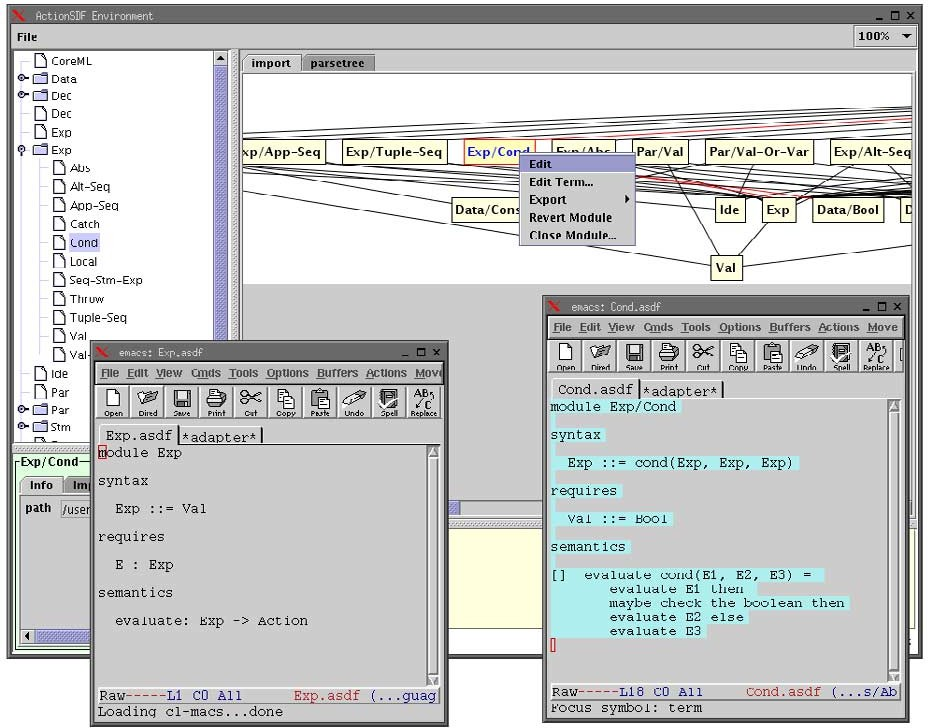 ActionSDF Environment
File
100%
CoreML
Data
Dec
Dec
Exp
Exp
Abs
Alt-Seq
App-Seq
Catch
Cond
Local
Seq-Stm-Exp
Throw
Tuple-Seq
Val
Val-
Ide
Par
Par
Stm
import parsetree
xp/App-Seq Exp/Tuple-Seq Exp/Cond Exp/Abs Par/Val Par/Val-Or-Var Exp/Alt-Seq
Data/Cons Ide Exp Data/Bool D
Val
Edit
Edit Term...
Export
Revert Module
Close Module...
Exp/Cond
Info Im
path /user
emacs: Exp.asdf
File Edit View Cmds Tools Options Buffers Actions Mov
Open Dired Save Print Cut Copy Paste Undo Spell Replace
Exp.asdf *adapter*
module Exp
syntax
Exp ::= Val
requires
E : Exp
semantics
evaluate: Exp -> Action
Raw-----L1 C0 All Exp.asdf (...guag
Loading cl-macs...done
emacs: Cond.asdf
File Edit View Cmds Tools Options Buffers Actions Move
Open Dired Save Print Cut Copy Paste Undo Spell Replace
Cond.asdf *adapter*
module Exp/Cond
syntax
Exp ::= cond(Exp, Exp, Exp)
requires
Val ::= Bool
semantics
[] evaluate cond(E1, E2, E3) =
evaluate E1 then
maybe check the boolean then
evaluate E2 else
evaluate E3
Raw-----L18 C0 All Cond.asdf (...s/Ab
Focus symbol: term